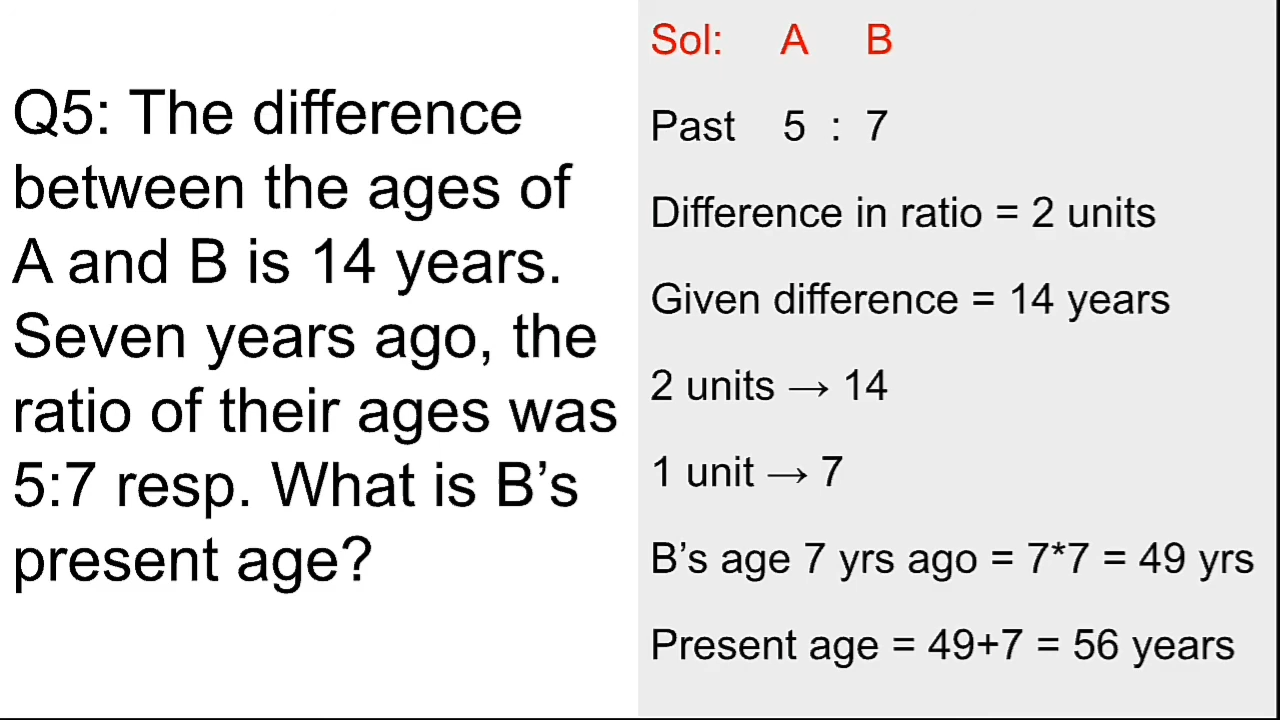 Q5: The difference
between the ages of
A and B is 14 years.
Seven years ago, the
ratio of their ages was
5:7 resp. What is B’s
present age?
Sol: A B
Past 5 : 7
Difference in ratio = 2 units
Given difference = 14 years
2 units → 14
1 unit → 7
B’s age 7 yrs ago = 7*7 = 49 yrs
Present age = 49+7 = 56 years